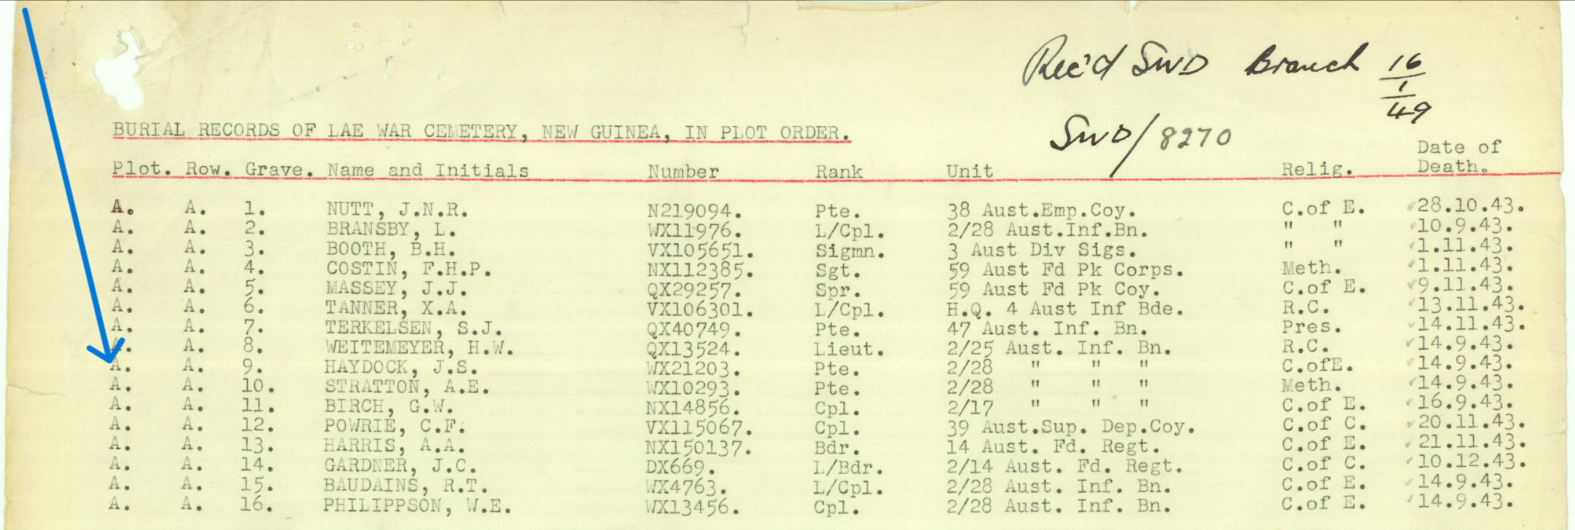 Rec'd SWD Branch 16/1/49
SWD/8270
BURIAL RECORDS OF LAE WAR CEMETERY, NEW GUINEA, IN PLOT ORDER.
Plot. Row. Grave. Name and Initials Number Rank Unit Relig. Date of Death.
A. A. 1. NUTT, J.N.R. N219094. Pte. 38 Aust.Emp.Coy. C.of E. 28.10.43.
A. A. 2. BRANSBY, L. WX11976. L/Cpl. 2/28 Aust.Inf.Bn. " " 10.9.43.
A. A. 3. BOOTH, B.H. VX105651. Sigmn. 3 Aust Div Sigs. " " 1.11.43.
A. A. 4. COSTIN, F.H.P. NX112385. Sgt. 59 Aust Fd Pk Corps. Meth. 1.11.43.
A. A. 5. MASSEY, J.J. QX29257. Spr. 59 Aust Fd Pk Coy. C.of E. 9.11.43.
A. A. 6. TANNER, X.A. VX106301. L/Cpl. H.Q. 4 Aust Inf Bde. R.C. 13.11.43.
A. A. 7. TERKELSEN, S.J. QX40749. Pte. 47 Aust. Inf. Bn. Pres. 14.11.43.
A. A. 8. WEITEMEYER, H.W. QX13524. Lieut. 2/25 Aust. Inf. Bn. R.C. 14.9.43.
A. A. 9. HAYDOCK, J.S. WX21203. Pte. 2/28 " " " C.ofE. 14.9.43.
A. A. 10. STRATTON, A.E. WX10293. Pte. 2/28 " " " Meth. 14.9.43.
A. A. 11. BIRCH, G.W. NX14856. Cpl. 2/17 " " " C.of E. 16.9.43.
A. A. 12. POWRIE, C.F. VX115067. Cpl. 39 Aust.Sup. Dep.Coy. C.of C. 20.11.43.
A. A. 13. HARRIS, A.A. NX150137. Bdr. 14 Aust. Fd. Regt. C.of E. 21.11.43.
A. A. 14. GARDNER, J.C. DX669. L/Bdr. 2/14 Aust. Fd. Regt. C.of C. 10.12.43.
A. A. 15. BAUDAINS, R.T. WX4763. L/Cpl. 2/28 Aust. Inf. Bn. C.of E. 14.9.43.
A. A. 16. PHILIPPSON, W.E. WX13456. Cpl. 2/28 Aust. Inf. Bn. C.of E. 14.9.43.